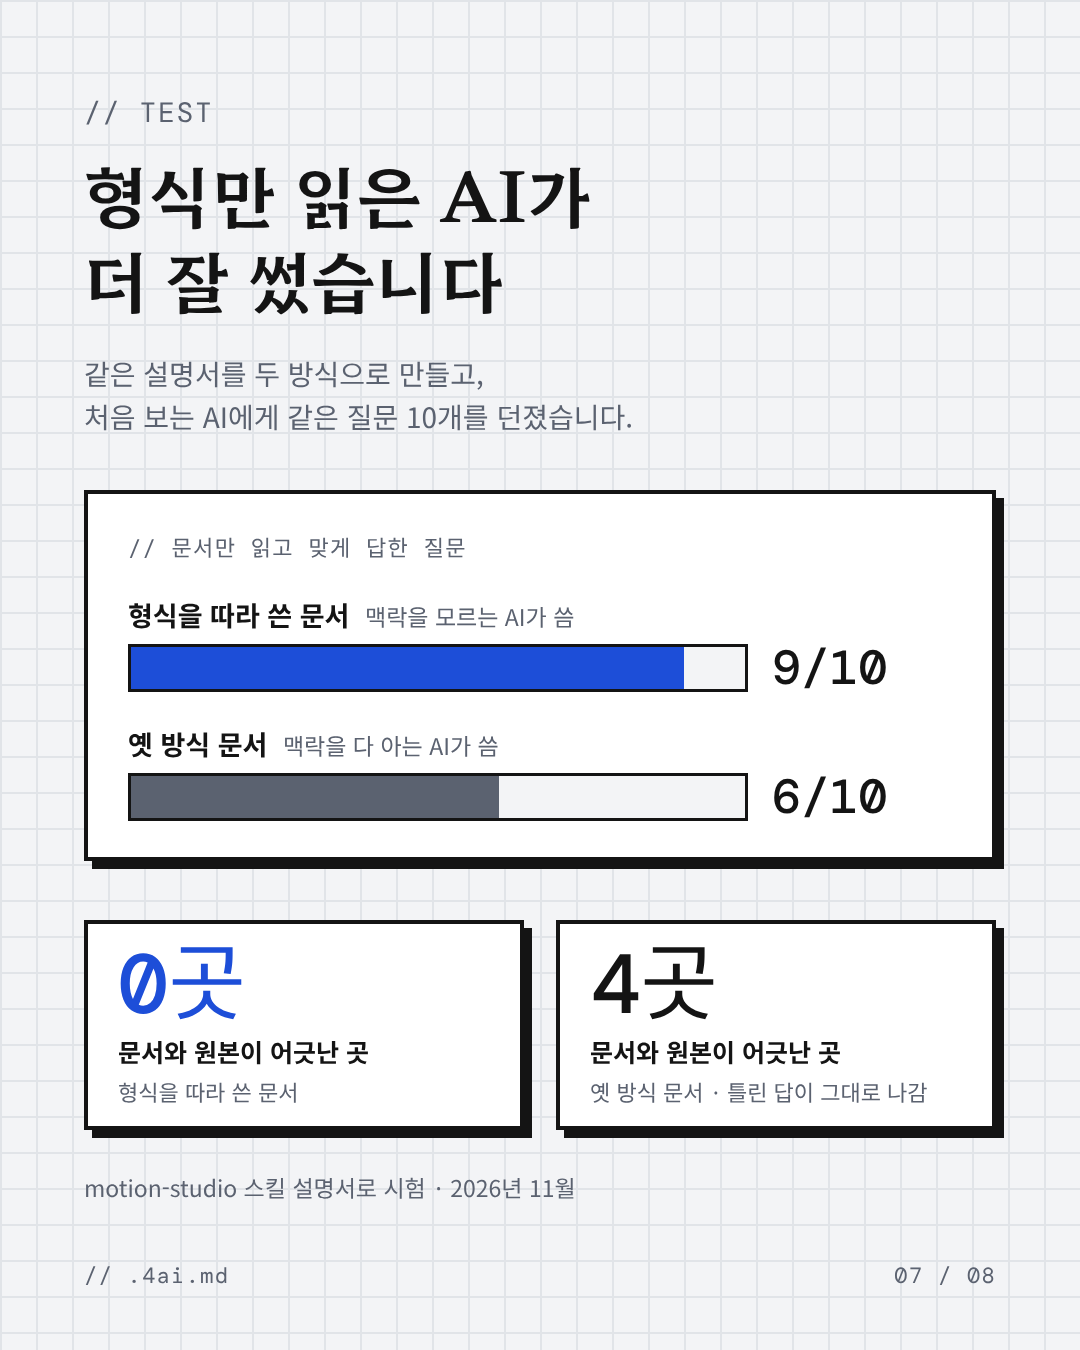 // TEST
형식만 읽은 AI가
더 잘 썼습니다
같은 설명서를 두 방식으로 만들고,
처음 보는 AI에게 같은 질문 10개를 던졌습니다.
// 문서만 읽고 맞게 답한 질문
형식을 따라 쓴 문서 맥락을 모르는 AI가 씀
9/10
옛 방식 문서 맥락을 다 아는 AI가 씀
6/10
0곳
문서와 원본이 어긋난 곳
형식을 따라 쓴 문서
4곳
문서와 원본이 어긋난 곳
옛 방식 문서 · 틀린 답이 그대로 나감
motion-studio 스킬 설명서로 시험 · 2026년 11월
// .4ai.md
07 / 08